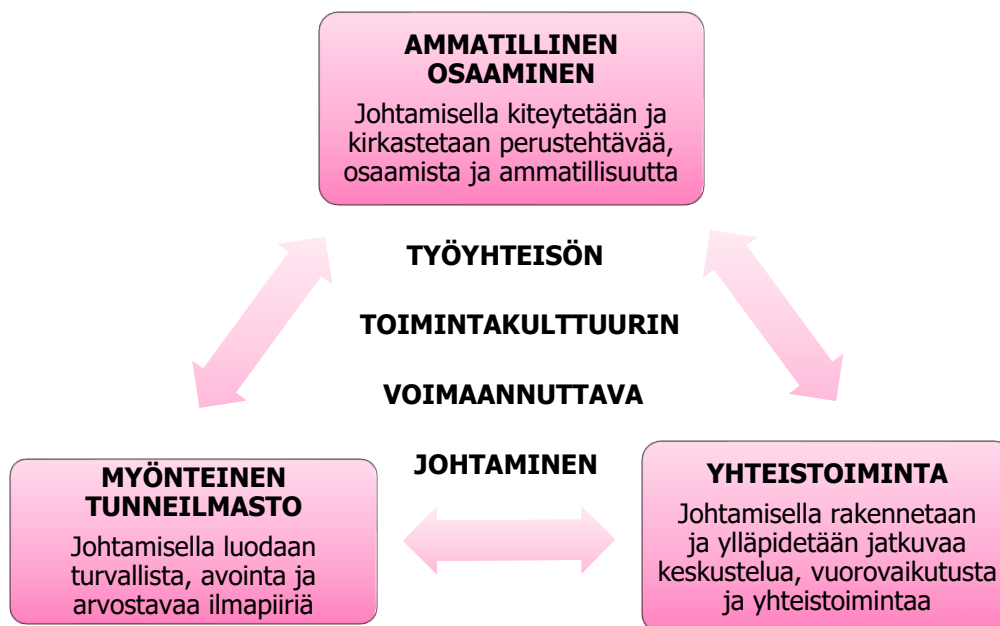 AMMATILLINEN
OSAAMINEN
Johtamisella kiteytetään ja
kirkastetaan perustehtävää,
osaamista ja ammatillisuutta
TYÖYHTEISÖN
TOIMINTAKULTTUURIN
VOIMAANNUTTAVA
JOHTAMINEN
MYÖNTEINEN
TUNNEILMASTO
Johtamisella luodaan
turvallista, avointa ja
arvostavaa ilmapiiriä
YHTEISTOIMINTA
Johtamisella rakennetaan
ja ylläpidetään jatkuvaa
keskustelua, vuorovaikutusta
ja yhteistoimintaa